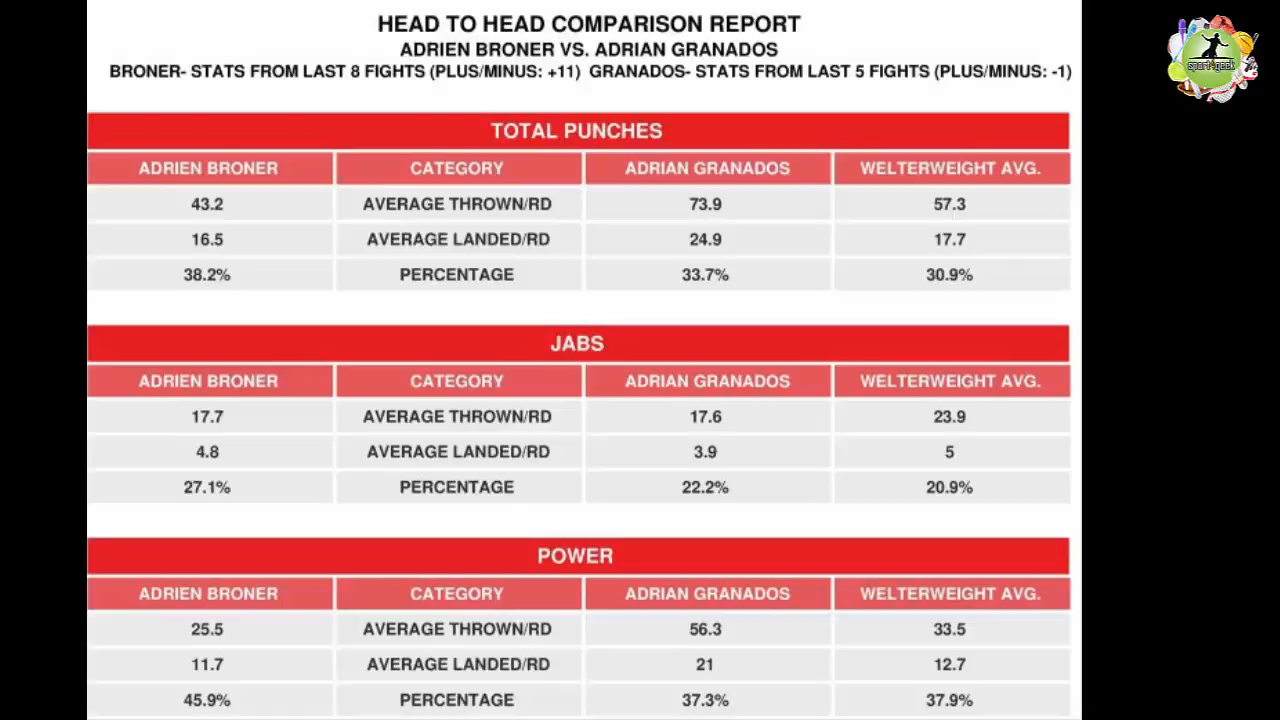 HEAD TO HEAD COMPARISON REPORT
ADRIEN BRONER VS. ADRIAN GRANADOS
BRONER- STATS FROM LAST 8 FIGHTS (PLUS/MINUS: +11) GRANADOS- STATS FROM LAST 5 FIGHTS (PLUS/MINUS: -1)
sport-geek
TOTAL PUNCHES
ADRIEN BRONER CATEGORY ADRIAN GRANADOS WELTERWEIGHT AVG.
43.2 AVERAGE THROWN/RD 73.9 57.3
16.5 AVERAGE LANDED/RD 24.9 17.7
38.2% PERCENTAGE 33.7% 30.9%
JABS
ADRIEN BRONER CATEGORY ADRIAN GRANADOS WELTERWEIGHT AVG.
17.7 AVERAGE THROWN/RD 17.6 23.9
4.8 AVERAGE LANDED/RD 3.9 5
27.1% PERCENTAGE 22.2% 20.9%
POWER
ADRIEN BRONER CATEGORY ADRIAN GRANADOS WELTERWEIGHT AVG.
25.5 AVERAGE THROWN/RD 56.3 33.5
11.7 AVERAGE LANDED/RD 21 12.7
45.9% PERCENTAGE 37.3% 37.9%